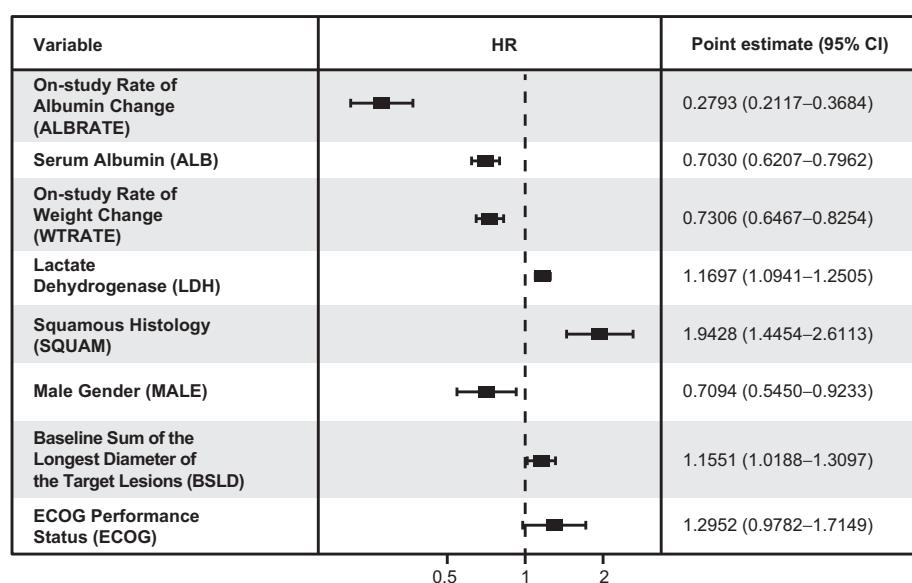 Variable HR Point estimate (95% CI)
On-study Rate of
Albumin Change
(ALBRATE)
0.2793 (0.2117–0.3684)
Serum Albumin (ALB) 0.7030 (0.6207–0.7962)
On-study Rate of
Weight Change
(WTRATE)
0.7306 (0.6467–0.8254)
Lactate
Dehydrogenase (LDH)
1.1697 (1.0941–1.2505)
Squamous Histology
(SQUAM)
1.9428 (1.4454–2.6113)
Male Gender (MALE) 0.7094 (0.5450–0.9233)
Baseline Sum of the
Longest Diameter of
the Target Lesions (BSLD)
1.1551 (1.0188–1.3097)
ECOG Performance
Status (ECOG)
1.2952 (0.9782–1.7149)
0.5 1 2